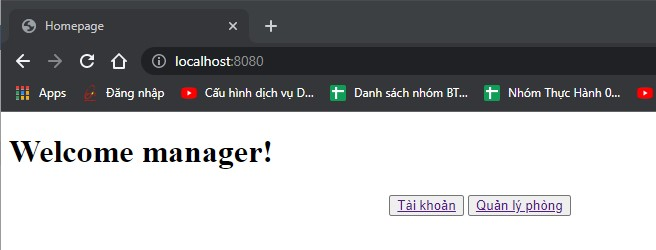 Homepage
localhost:8080
Apps Đăng nhập Cấu hình dịch vụ D... Danh sách nhóm BT... Nhóm Thực Hành 0...
Welcome manager!
Tài khoản Quản lý phòng